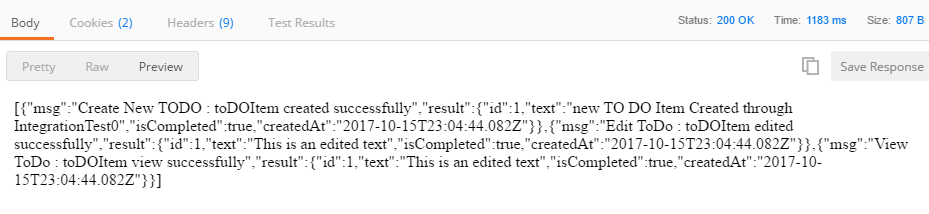 Body Cookies (2) Headers (9) Test Results Status: 200 OK Time: 1183 ms Size: 807 B
Pretty Raw Preview Save Response
[{"msg":"Create New TODO : toDOItem created successfully","result":{"id":1,"text":"new TO DO Item Created through
IntegrationTest0","isCompleted":true,"createdAt":"2017-10-15T23:04:44.082Z"}},{"msg":"Edit ToDo : toDOItem edited
successfully","result":{"id":1,"text":"This is an edited text","isCompleted":true,"createdAt":"2017-10-15T23:04:44.082Z"}},{"msg":"View
ToDo : toDOItem view successfully","result":{"id":1,"text":"This is an edited text","isCompleted":true,"createdAt":"2017-10-
15T23:04:44.082Z"}}]